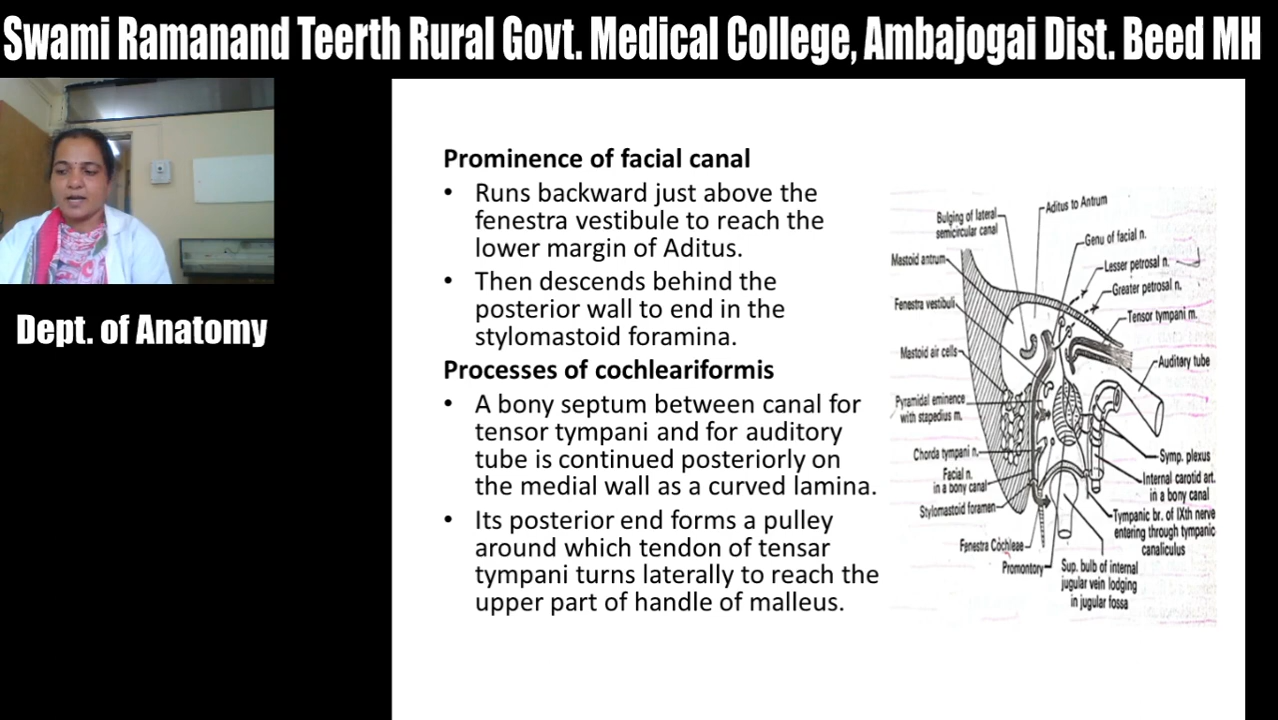 Swami Ramanand Teerth Rural Govt. Medical College, Ambajogai Dist. Beed MH
Dept. of Anatomy
Prominence of facial canal
• Runs backward just above the
fenestra vestibule to reach the
lower margin of Aditus.
• Then descends behind the
posterior wall to end in the
stylomastoid foramina.
Processes of cochleariformis
• A bony septum between canal for
tensor tympani and for auditory
tube is continued posteriorly on
the medial wall as a curved lamina.
• Its posterior end forms a pulley
around which tendon of tensar
tympani turns laterally to reach the
upper part of handle of malleus.
Bulging of lateral
semicircular canal
Mastoid antrum
Fenestra vestibuli
Mastoid air cells
Pyramidal eminence
with stapedius m.
Chorda tympani n.
Facial n.
in a bony canal
Stylomastoid foramen
Fenestra Cochleae
Promontory
Aditus to Antrum
Genu of facial n.
Lesser petrosal n.
Greater petrosal n.
Tensor tympani m.
Auditory tube
Symp. plexus
Internal carotid art.
in a bony canal
Tympanic br. of IXth nerve
entering through tympanic
canaliculus
Sup. bulb of internal
jugular vein lodging
in jugular fossa